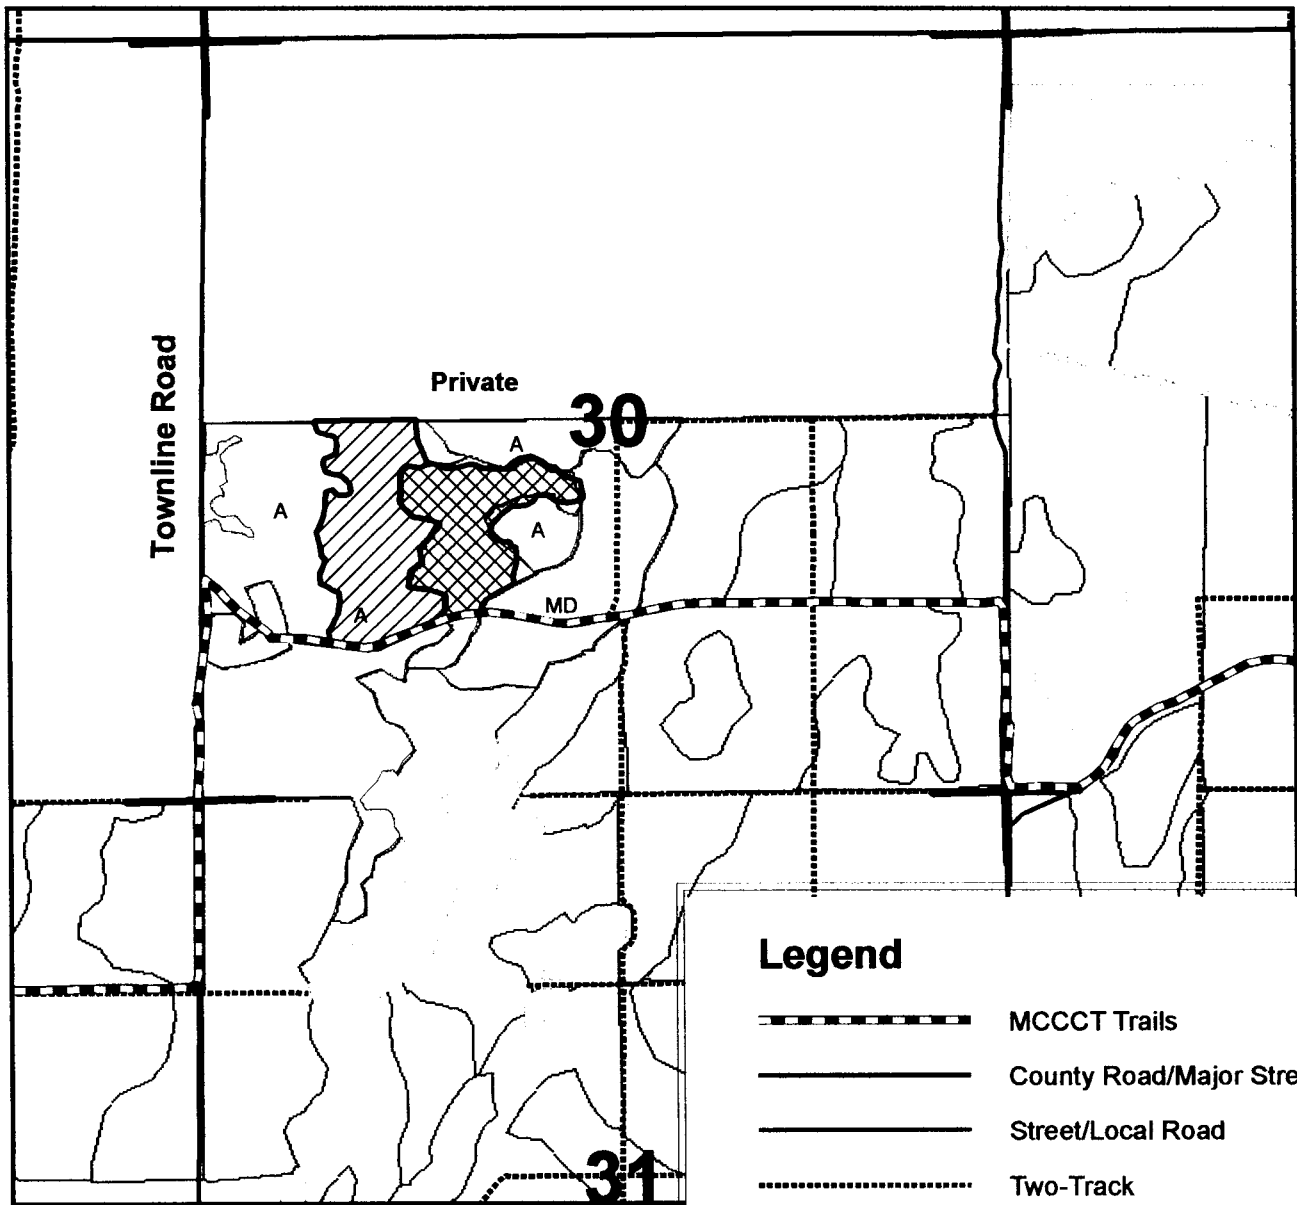 Private
30
Townline Road
A
A
A
A
MD
Legend
MCCCT Trails
County Road/Major Stre
Street/Local Road
Two-Track
31